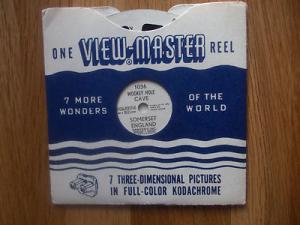 ONE VIEW-MASTER REEL
1036
WOOKEY HOLE
CAVE
7 MORE
WONDERS
OF THE
WORLD
SOMERSET
ENGLAND
7 THREE-DIMENSIONAL PICTURES
IN FULL-COLOR KODACHROME